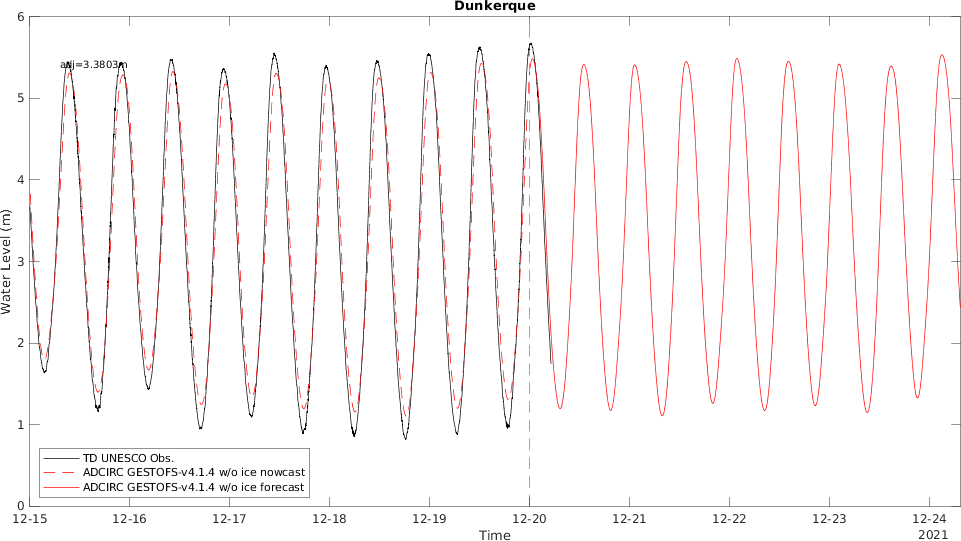 Dunkerque
6
adj=3.3803m
5
4
3
2
1
0
Water Level (m)
TD UNESCO Obs.
ADCIRC GESTOFS-v4.1.4 w/o ice nowcast
ADCIRC GESTOFS-v4.1.4 w/o ice forecast
12-15 12-16 12-17 12-18 12-19 12-20 12-21 12-22 12-23 12-24
Time
2021